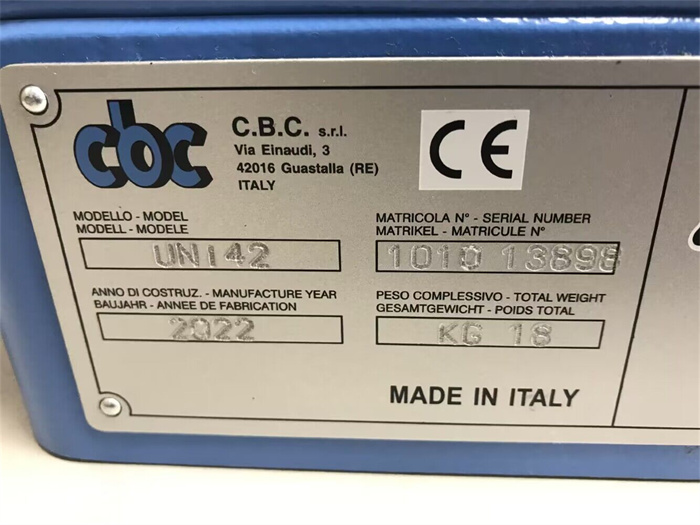 cbc
C.B.C. s.r.l.
Via Einaudi, 3
42016 Guastalla (RE)
ITALY
CE
MODELLO - MODEL
MODELL - MODELE
UNI42
MATRICOLA N° - SERIAL NUMBER
MATRIKEL - MATRICULE N°
1010 13898
ANNO DI COSTRUZ. - MANUFACTURE YEAR
BAUJAHR - ANNEE DE FABRICATION
2022
PESO COMPLESSIVO - TOTAL WEIGHT
GESAMTGEWICHT - POIDS TOTAL
KG 18
MADE IN ITALY